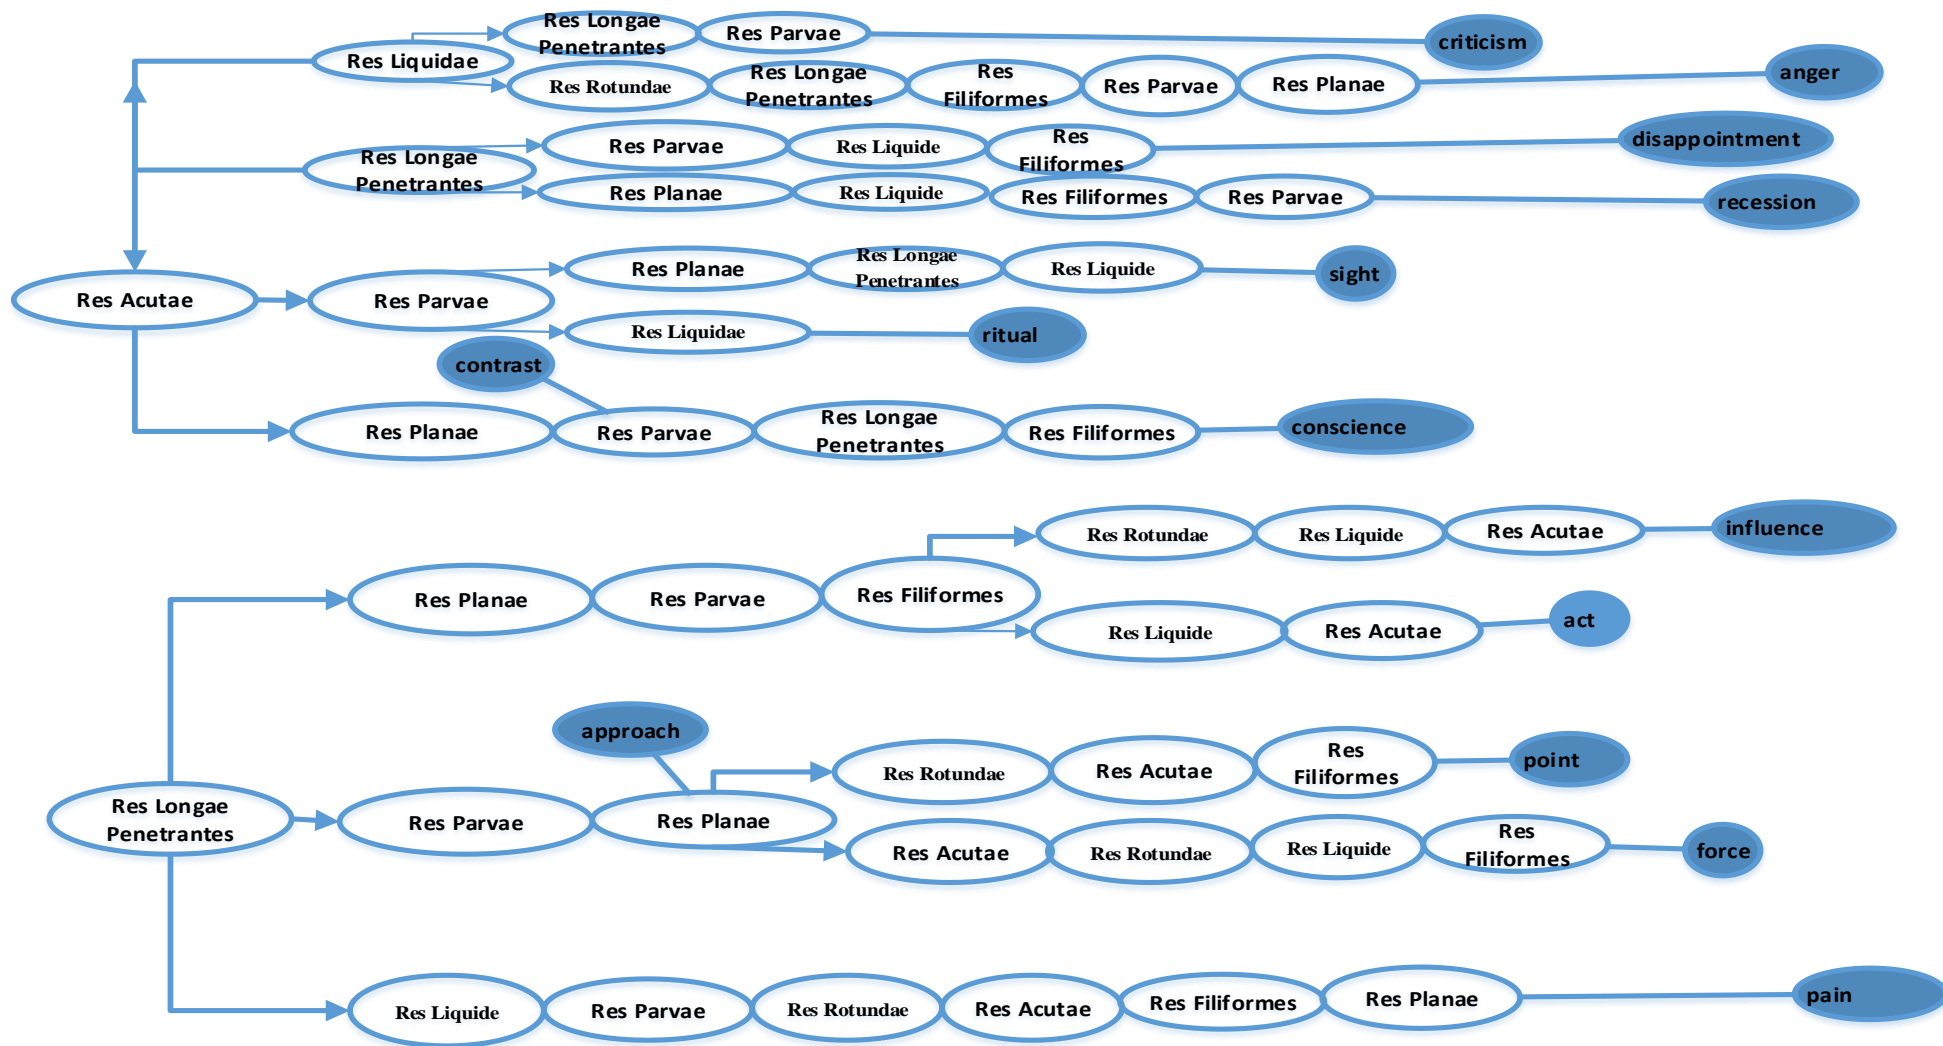 Res Longae
Penetrantes
Res Parvae
criticism
Res Liquidae
Res Rotundae
Res Longae
Penetrantes
Res
Filiformes
Res Parvae
Res Planae
anger
Res Longae
Penetrantes
Res Parvae
Res Liquide
Res
Filiformes
disappointment
Res Planae
Res Liquide
Res Filiformes
Res Parvae
recession
Res Acutae
Res Parvae
Res Planae
Res Longae
Penetrantes
Res Liquide
sight
Res Liquidae
ritual
contrast
Res Planae
Res Parvae
Res Longae
Penetrantes
Res Filiformes
conscience
Res Planae
Res Parvae
Res Filiformes
Res Rotundae
Res Liquide
Res Acutae
influence
Res Liquide
Res Acutae
act
approach
Res Longae
Penetrantes
Res Parvae
Res Planae
Res Rotundae
Res Acutae
Res
Filiformes
point
Res Acutae
Res Rotundae
Res Liquide
Res
Filiformes
force
Res Liquide
Res Parvae
Res Rotundae
Res Acutae
Res Filiformes
Res Planae
pain